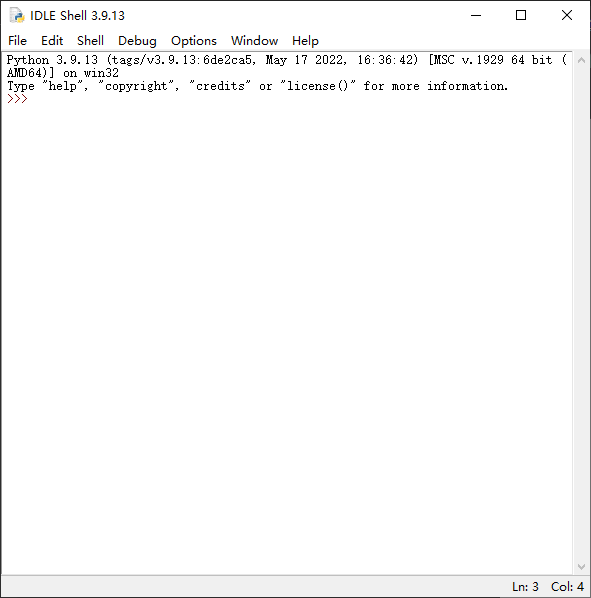 IDLE Shell 3.9.13
File Edit Shell Debug Options Window Help
Python 3.9.13 (tags/v3.9.13:6de2ca5, May 17 2022, 16:36:42) [MSC v.1929 64 bit (
AMD64)] on win32
Type "help", "copyright", "credits" or "license()" for more information.
>>>
Ln: 3 Col: 4